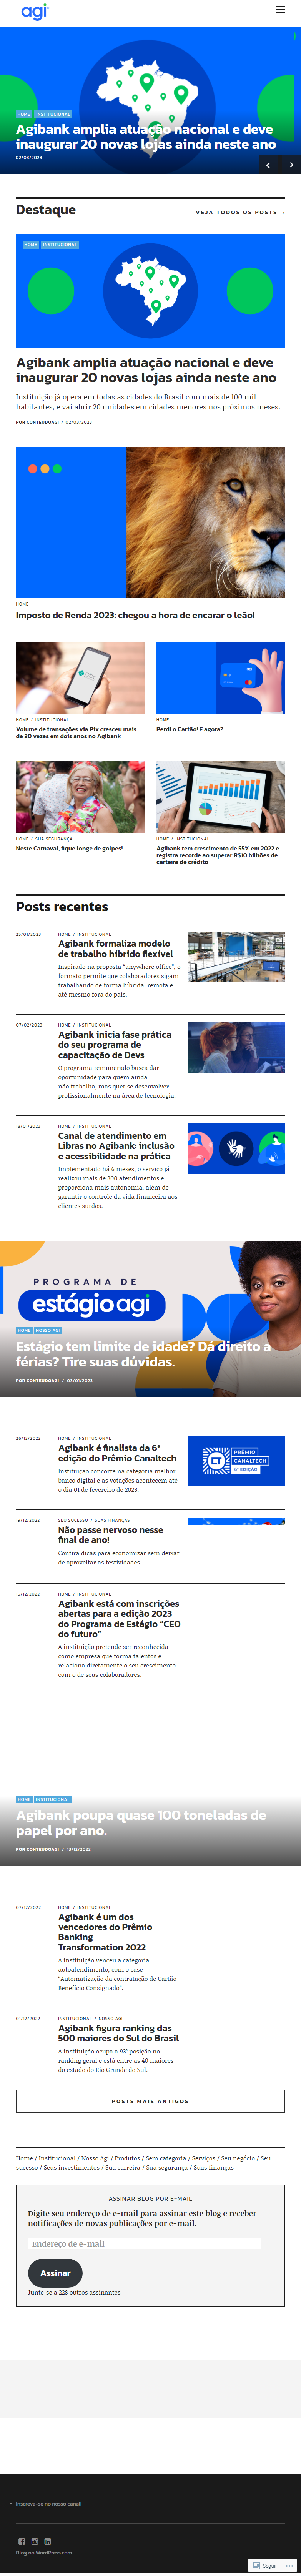 agi
HOME INSTITUCIONAL
Agibank amplia atuação nacional e deve
inaugurar 20 novas lojas ainda neste ano
02/03/2023
Destaque
VEJA TODOS OS POSTS →
HOME INSTITUCIONAL
Agibank amplia atuação nacional e deve
inaugurar 20 novas lojas ainda neste ano
Instituição já opera em todas as cidades do Brasil com mais de 100 mil
habitantes, e vai abrir 20 unidades em cidades menores nos próximos meses.
POR CONTEUDOAGI / 02/03/2023
HOME
Imposto de Renda 2023: chegou a hora de encarar o leão!
HOME / INSTITUCIONAL
Volume de transações via Pix cresceu mais
de 30 vezes em dois anos no Agibank
HOME
Perdi o Cartão! E agora?
HOME / SUA SEGURANÇA
Neste Carnaval, fique longe de golpes!
HOME / INSTITUCIONAL
Agibank tem crescimento de 55% em 2022 e
registra recorde ao superar R$10 bilhões de
carteira de crédito
Posts recentes
25/01/2023
HOME / INSTITUCIONAL
Agibank formaliza modelo
de trabalho híbrido flexível
Inspirado na proposta “anywhere office”, o
formato permite que colaboradores sigam
trabalhando de forma híbrida, remota e
até mesmo fora do país.
07/02/2023
HOME / INSTITUCIONAL
Agibank inicia fase prática
do seu programa de
capacitação de Devs
O programa remunerado busca dar
oportunidade para quem ainda
não trabalha, mas quer se desenvolver
profissionalmente na área de tecnologia.
18/01/2023
HOME / INSTITUCIONAL
Canal de atendimento em
Libras no Agibank: inclusão
e acessibilidade na prática
Implementado há 6 meses, o serviço já
realizou mais de 300 atendimentos e
proporciona mais autonomia, além de
garantir o controle da vida financeira aos
clientes surdos.
PROGRAMA DE
estágio agi
HOME NOSSO AGI
Estágio tem limite de idade? Dá direito a
férias? Tire suas dúvidas.
POR CONTEUDOAGI / 03/01/2023
26/12/2022
HOME / INSTITUCIONAL
Agibank é finalista da 6ª
edição do Prêmio Canaltech
Instituição concorre na categoria melhor
banco digital e as votações acontecem até
o dia 01 de fevereiro de 2023.
PRÊMIO
CANALTECH
6ª EDIÇÃO
19/12/2022
SEU SUCESSO / SUAS FINANÇAS
Não passe nervoso nesse
final de ano!
Confira dicas para economizar sem deixar
de aproveitar as festividades.
16/12/2022
HOME / INSTITUCIONAL
Agibank está com inscrições
abertas para a edição 2023
do Programa de Estágio “CEO
do futuro”
A instituição pretende ser reconhecida
como empresa que forma talentos e
relaciona diretamente o seu crescimento
com o de seus colaboradores.
HOME INSTITUCIONAL
Agibank poupa quase 100 toneladas de
papel por ano.
POR CONTEUDOAGI / 13/12/2022
07/12/2022
HOME / INSTITUCIONAL
Agibank é um dos
vencedores do Prêmio
Banking
Transformation 2022
A instituição venceu a categoria
autoatendimento, com o case
“Automatização da contratação de Cartão
Benefício Consignado”.
01/12/2022
INSTITUCIONAL / NOSSO AGI
Agibank figura ranking das
500 maiores do Sul do Brasil
A instituição ocupa a 93ª posição no
ranking geral e está entre as 40 maiores
do estado do Rio Grande do Sul.
POSTS MAIS ANTIGOS
Home / Institucional / Nosso Agi / Produtos / Sem categoria / Serviços / Seu negócio / Seu
sucesso / Seus investimentos / Sua carreira / Sua segurança / Suas finanças
ASSINAR BLOG POR E-MAIL
Digite seu endereço de e-mail para assinar este blog e receber
notificações de novas publicações por e-mail.
Endereço de e-mail
Assinar
Junte-se a 228 outros assinantes
Inscreva-se no nosso canal!
Blog no WordPress.com.
Seguir